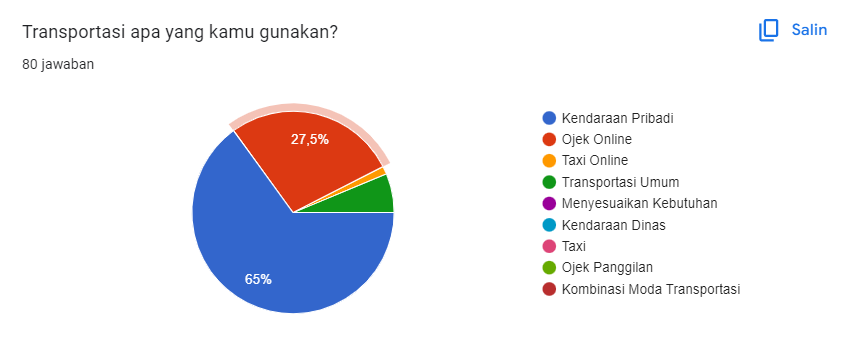 Transportasi apa yang kamu gunakan?
Salin
80 jawaban
27,5%
65%
Kendaraan Pribadi
Ojek Online
Taxi Online
Transportasi Umum
Menyesuaikan Kebutuhan
Kendaraan Dinas
Taxi
Ojek Panggilan
Kombinasi Moda Transportasi